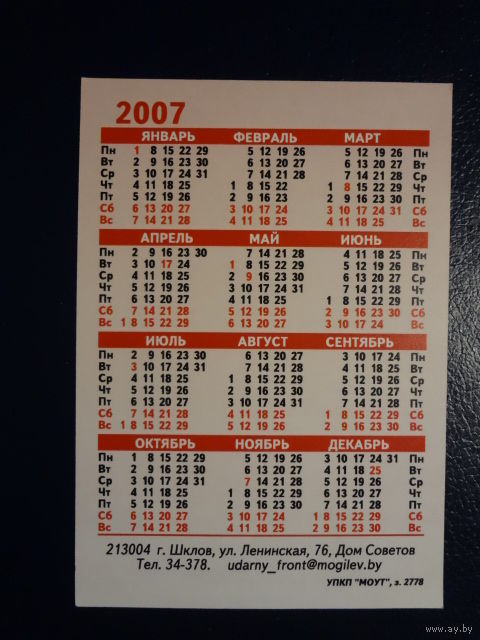 2007
ЯНВАРЬ ФЕВРАЛЬ МАРТ
Пн 1 8 15 22 29 5 12 19 26 5 12 19 26 Пн
Вт 2 9 16 23 30 6 13 20 27 6 13 20 27 Вт
Ср 3 10 17 24 31 7 14 21 28 7 14 21 28 Ср
Чт 4 11 18 25 1 8 15 22 1 8 15 22 29 Чт
Пт 5 12 19 26 2 9 16 23 2 9 16 23 30 Пт
Сб 6 13 20 27 3 10 17 24 3 10 17 24 31 Сб
Вс 7 14 21 28 4 11 18 25 4 11 18 25 Вс
АПРЕЛЬ МАЙ ИЮНЬ
Пн 2 9 16 23 30 7 14 21 28 4 11 18 25 Пн
Вт 3 10 17 24 1 8 15 22 29 5 12 19 26 Вт
Ср 4 11 18 25 2 9 16 23 30 6 13 20 27 Ср
Чт 5 12 19 26 3 10 17 24 31 7 14 21 28 Чт
Пт 6 13 20 27 4 11 18 25 1 8 15 22 29 Пт
Сб 7 14 21 28 5 12 19 26 2 9 16 23 30 Сб
Вс 1 8 15 22 29 6 13 20 27 3 10 17 24 Вс
ИЮЛЬ АВГУСТ СЕНТЯБРЬ
Пн 2 9 16 23 30 6 13 20 27 3 10 17 24 Пн
Вт 3 10 17 24 31 7 14 21 28 4 11 18 25 Вт
Ср 4 11 18 25 1 8 15 22 29 5 12 19 26 Ср
Чт 5 12 19 26 2 9 16 23 30 6 13 20 27 Чт
Пт 6 13 20 27 3 10 17 24 31 7 14 21 28 Пт
Сб 7 14 21 28 4 11 18 25 1 8 15 22 29 Сб
Вс 1 8 15 22 29 5 12 19 26 2 9 16 23 30 Вс
ОКТЯБРЬ НОЯБРЬ ДЕКАБРЬ
Пн 1 8 15 22 29 5 12 19 26 3 10 17 24 31 Пн
Вт 2 9 16 23 30 6 13 20 27 4 11 18 25 Вт
Ср 3 10 17 24 31 7 14 21 28 5 12 19 26 Ср
Чт 4 11 18 25 1 8 15 22 29 6 13 20 27 Чт
Пт 5 12 19 26 2 9 16 23 30 7 14 21 28 Пт
Сб 6 13 20 27 3 10 17 24 1 8 15 22 29 Сб
Вс 7 14 21 28 4 11 18 25 2 9 16 23 30 Вс
213004 г. Шклов, ул. Ленинская, 76, Дом Советов
Тел. 34-378. udarny_front@mogilev.by
УПКП "МОУТ", з. 2778
www.ay.by